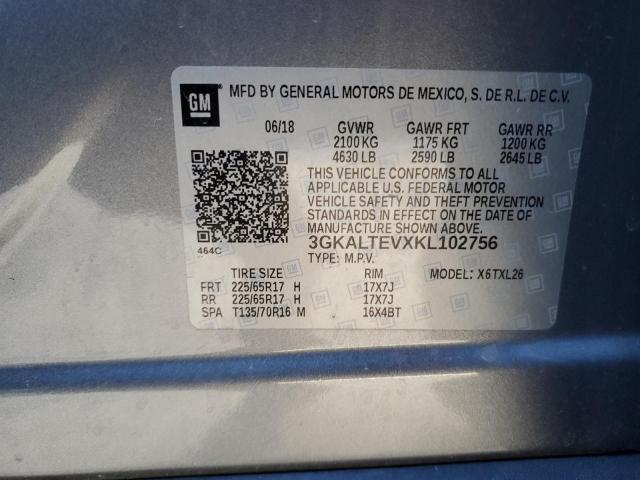 GM MFD BY GENERAL MOTORS DE MEXICO, S. DE R.L. DE C.V.
06/18 GVWR GAWR FRT GAWR RR
2100 KG 1175 KG 1200 KG
4630 LB 2590 LB 2645 LB
THIS VEHICLE CONFORMS TO ALL
APPLICABLE U.S. FEDERAL MOTOR
VEHICLE SAFETY AND THEFT PREVENTION
STANDARDS IN EFFECT ON THE DATE OF
MANUFACTURE SHOWN ABOVE.
464C
3GKALTEVXKL102756
TYPE: M.P.V.
TIRE SIZE RIM MODEL: X6TXL26
FRT 225/65R17 H 17X7J
RR 225/65R17 H 17X7J
SPA T135/70R16 M 16X4BT